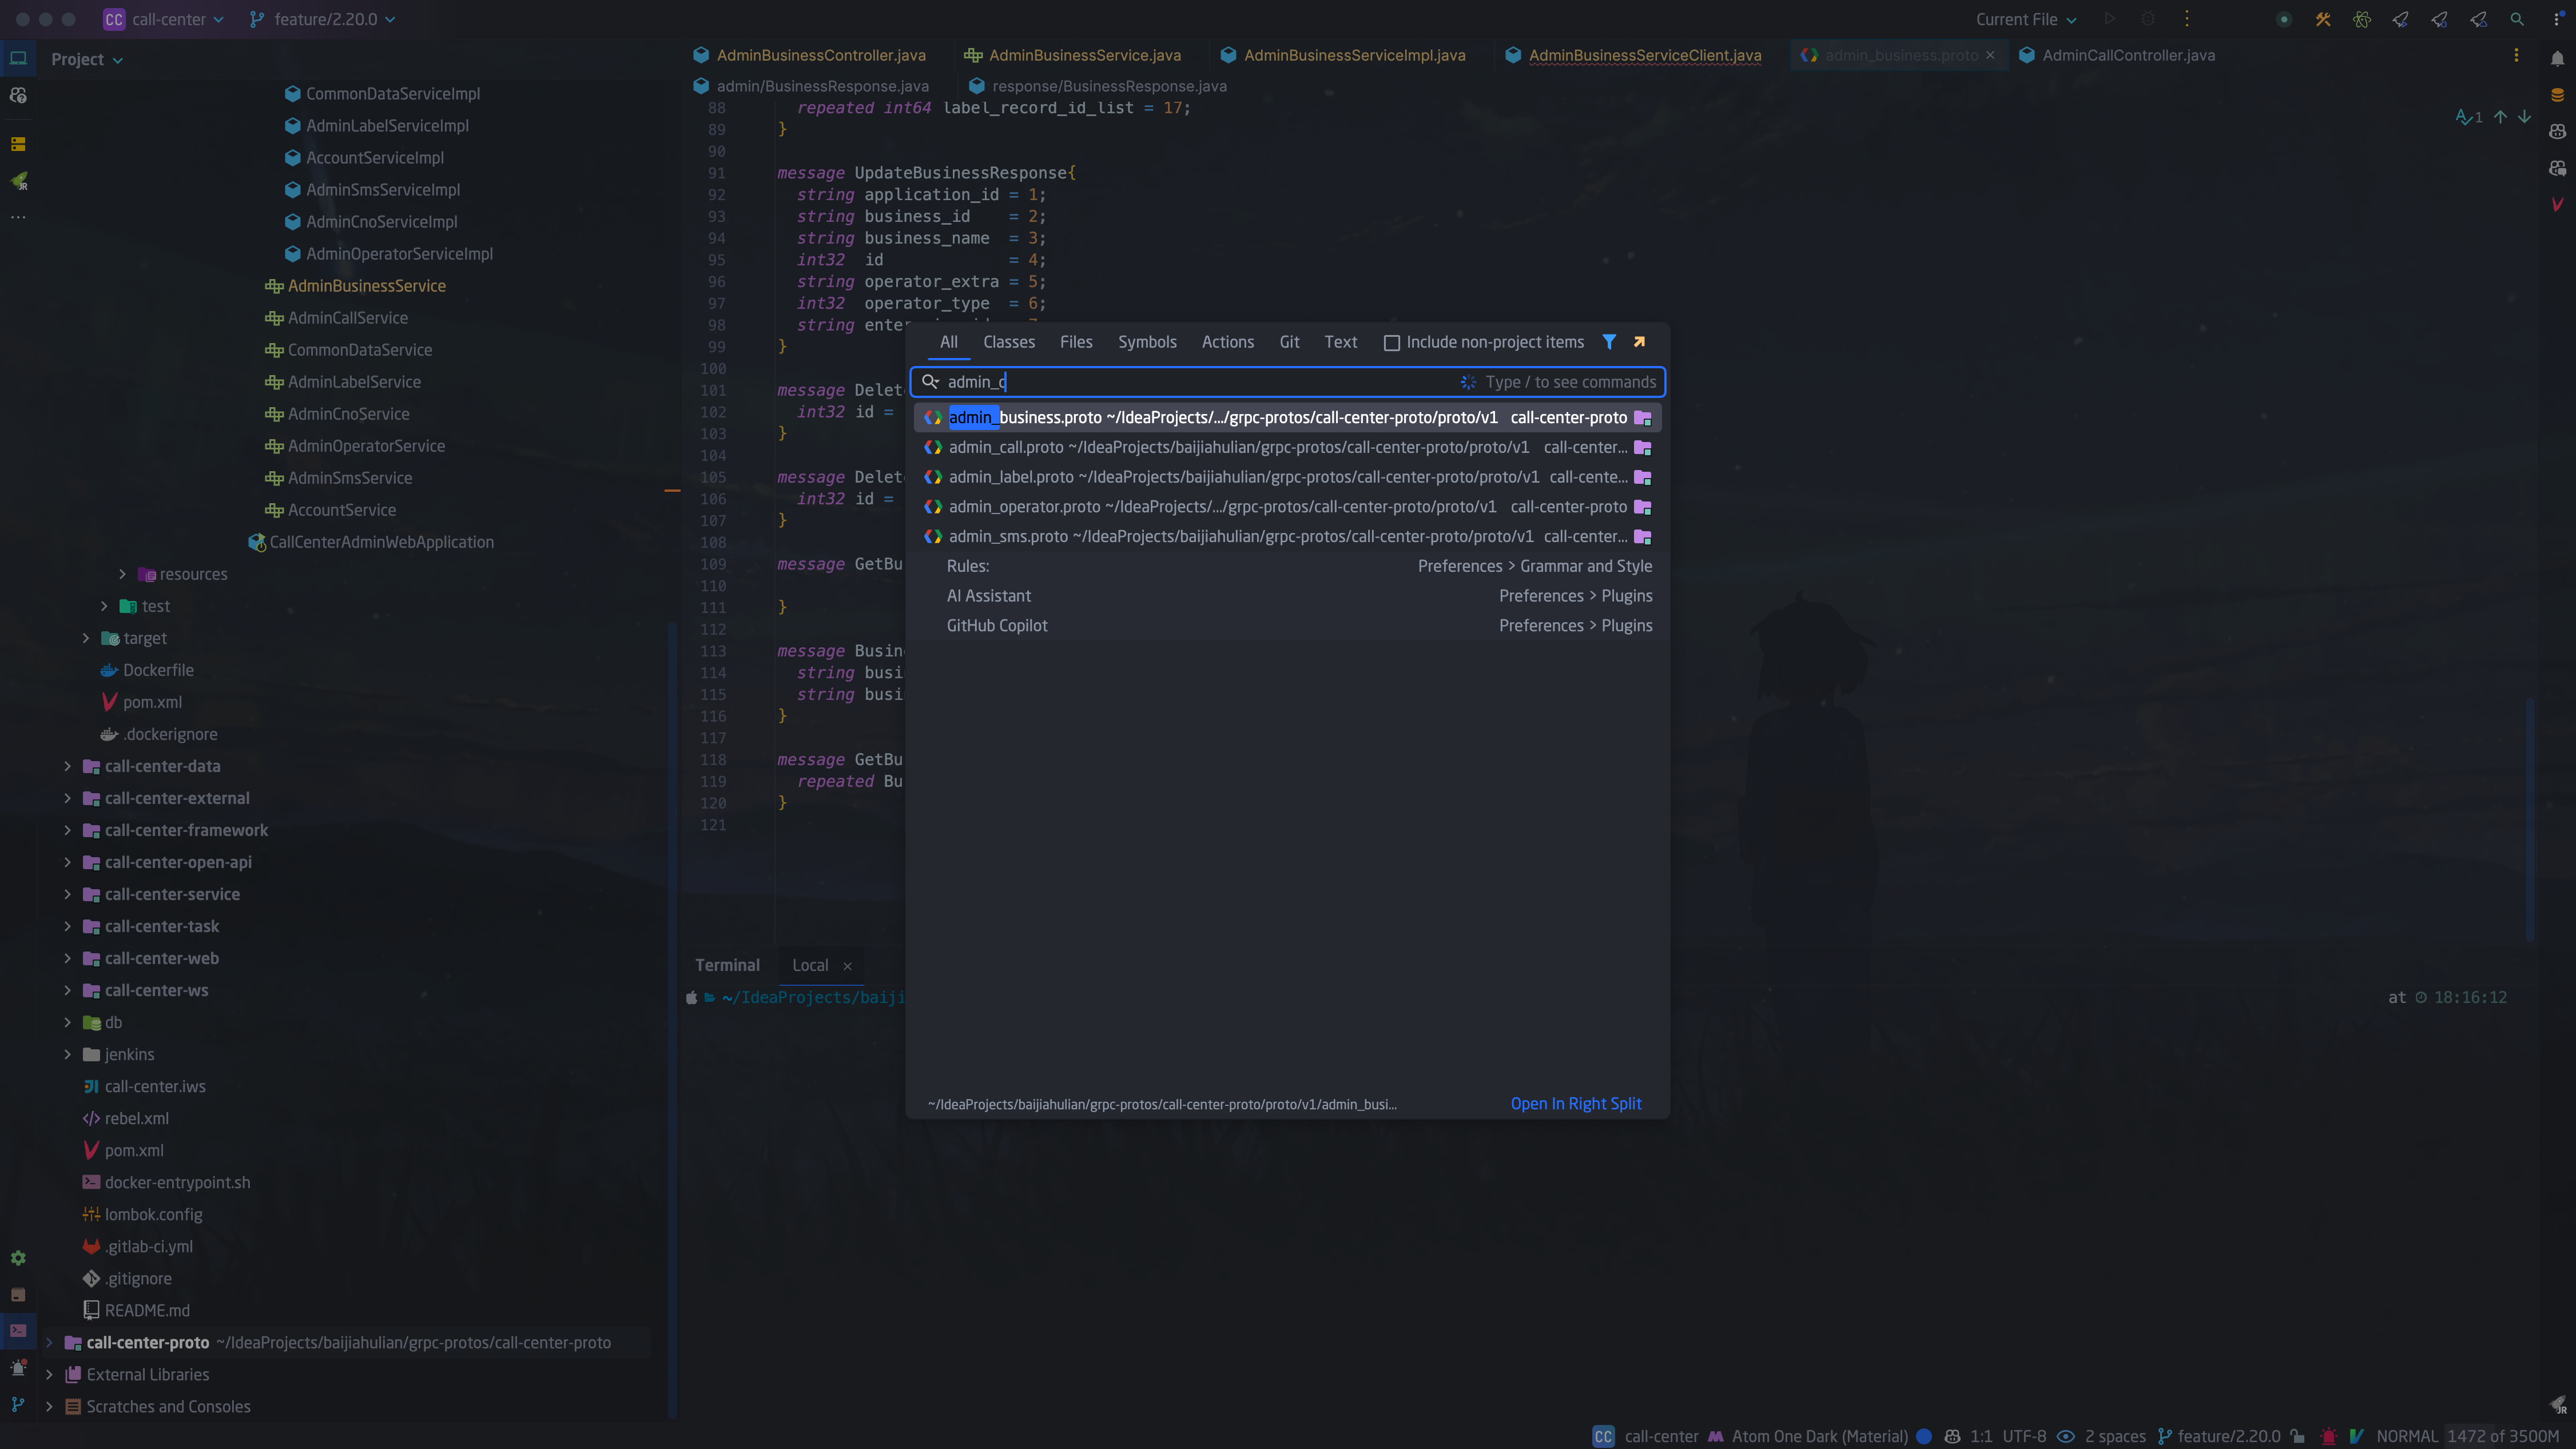 CC call-center feature/2.20.0 Current File
Project
CommonDataServiceImpl
AdminLabelServiceImpl
AccountServiceImpl
AdminSmsServiceImpl
AdminCnoServiceImpl
AdminOperatorServiceImpl
AdminBusinessService
AdminCallService
CommonDataService
AdminLabelService
AdminCnoService
AdminOperatorService
AdminSmsService
AccountService
CallCenterAdminWebApplication
resources
test
target
Dockerfile
pom.xml
.dockerignore
call-center-data
call-center-external
call-center-framework
call-center-open-api
call-center-service
call-center-task
call-center-web
call-center-ws
db
jenkins
call-center.iws
rebel.xml
pom.xml
docker-entrypoint.sh
lombok.config
.gitlab-ci.yml
.gitignore
README.md
call-center-proto ~/IdeaProjects/baijiahulian/grpc-protos/call-center-proto
External Libraries
Scratches and Consoles
AdminBusinessController.java AdminBusinessService.java AdminBusinessServiceImpl.java AdminBusinessServiceClient.java admin_business.proto AdminCallController.java
admin/BusinessResponse.java response/BusinessResponse.java
1
88 repeated int64 label_record_id_list = 17;
89 }
90
91 message UpdateBusinessResponse{
92 string application_id = 1;
93 string business_id = 2;
94 string business_name = 3;
95 int32 id = 4;
96 string operator_extra = 5;
97 int32 operator_type = 6;
98 string enter
99 }
100
101 message Delet
102 int32 id =
103 }
104
105 message Delet
106 int32 id =
107 }
108
109 message GetBu
110
111 }
112
113 message Busin
114 string busi
115 string busi
116 }
117
118 message GetBu
119 repeated Bu
120 }
121
All Classes Files Symbols Actions Git Text Include non-project items
admin_c Type / to see commands
admin_business.proto ~/IdeaProjects/.../grpc-protos/call-center-proto/proto/v1 call-center-proto
admin_call.proto ~/IdeaProjects/baijiahulian/grpc-protos/call-center-proto/proto/v1 call-center...
admin_label.proto ~/IdeaProjects/baijiahulian/grpc-protos/call-center-proto/proto/v1 call-cente...
admin_operator.proto ~/IdeaProjects/.../grpc-protos/call-center-proto/proto/v1 call-center-proto
admin_sms.proto ~/IdeaProjects/baijiahulian/grpc-protos/call-center-proto/proto/v1 call-center...
Rules: Preferences > Grammar and Style
AI Assistant Preferences > Plugins
GitHub Copilot Preferences > Plugins
~/IdeaProjects/baijiahulian/grpc-protos/call-center-proto/proto/v1/admin_busi... Open In Right Split
Terminal Local
~/IdeaProjects/baiji at 18:16:12
CC call-center Atom One Dark (Material) 1:1 UTF-8 2 spaces feature/2.20.0 NORMAL 1472 of 3500M